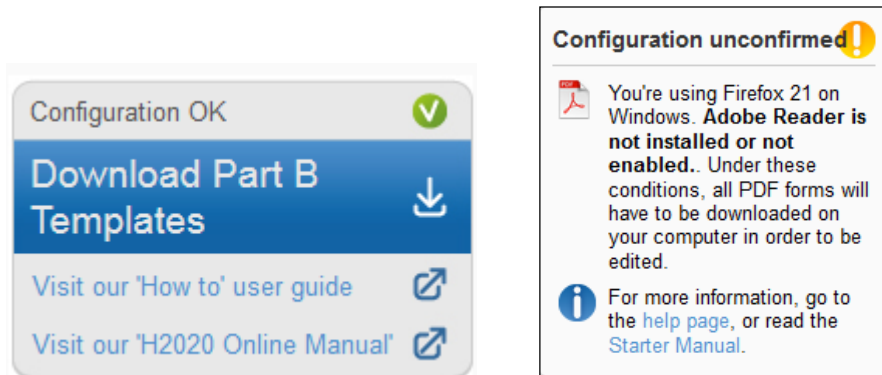 Configuration OK
Download Part B
Templates
Visit our 'How to' user guide
Visit our 'H2020 Online Manual'
Configuration unconfirmed
PDF
You're using Firefox 21 on
Windows. Adobe Reader is
not installed or not
enabled.. Under these
conditions, all PDF forms will
have to be downloaded on
your computer in order to be
edited.
For more information, go to
the help page, or read the
Starter Manual.